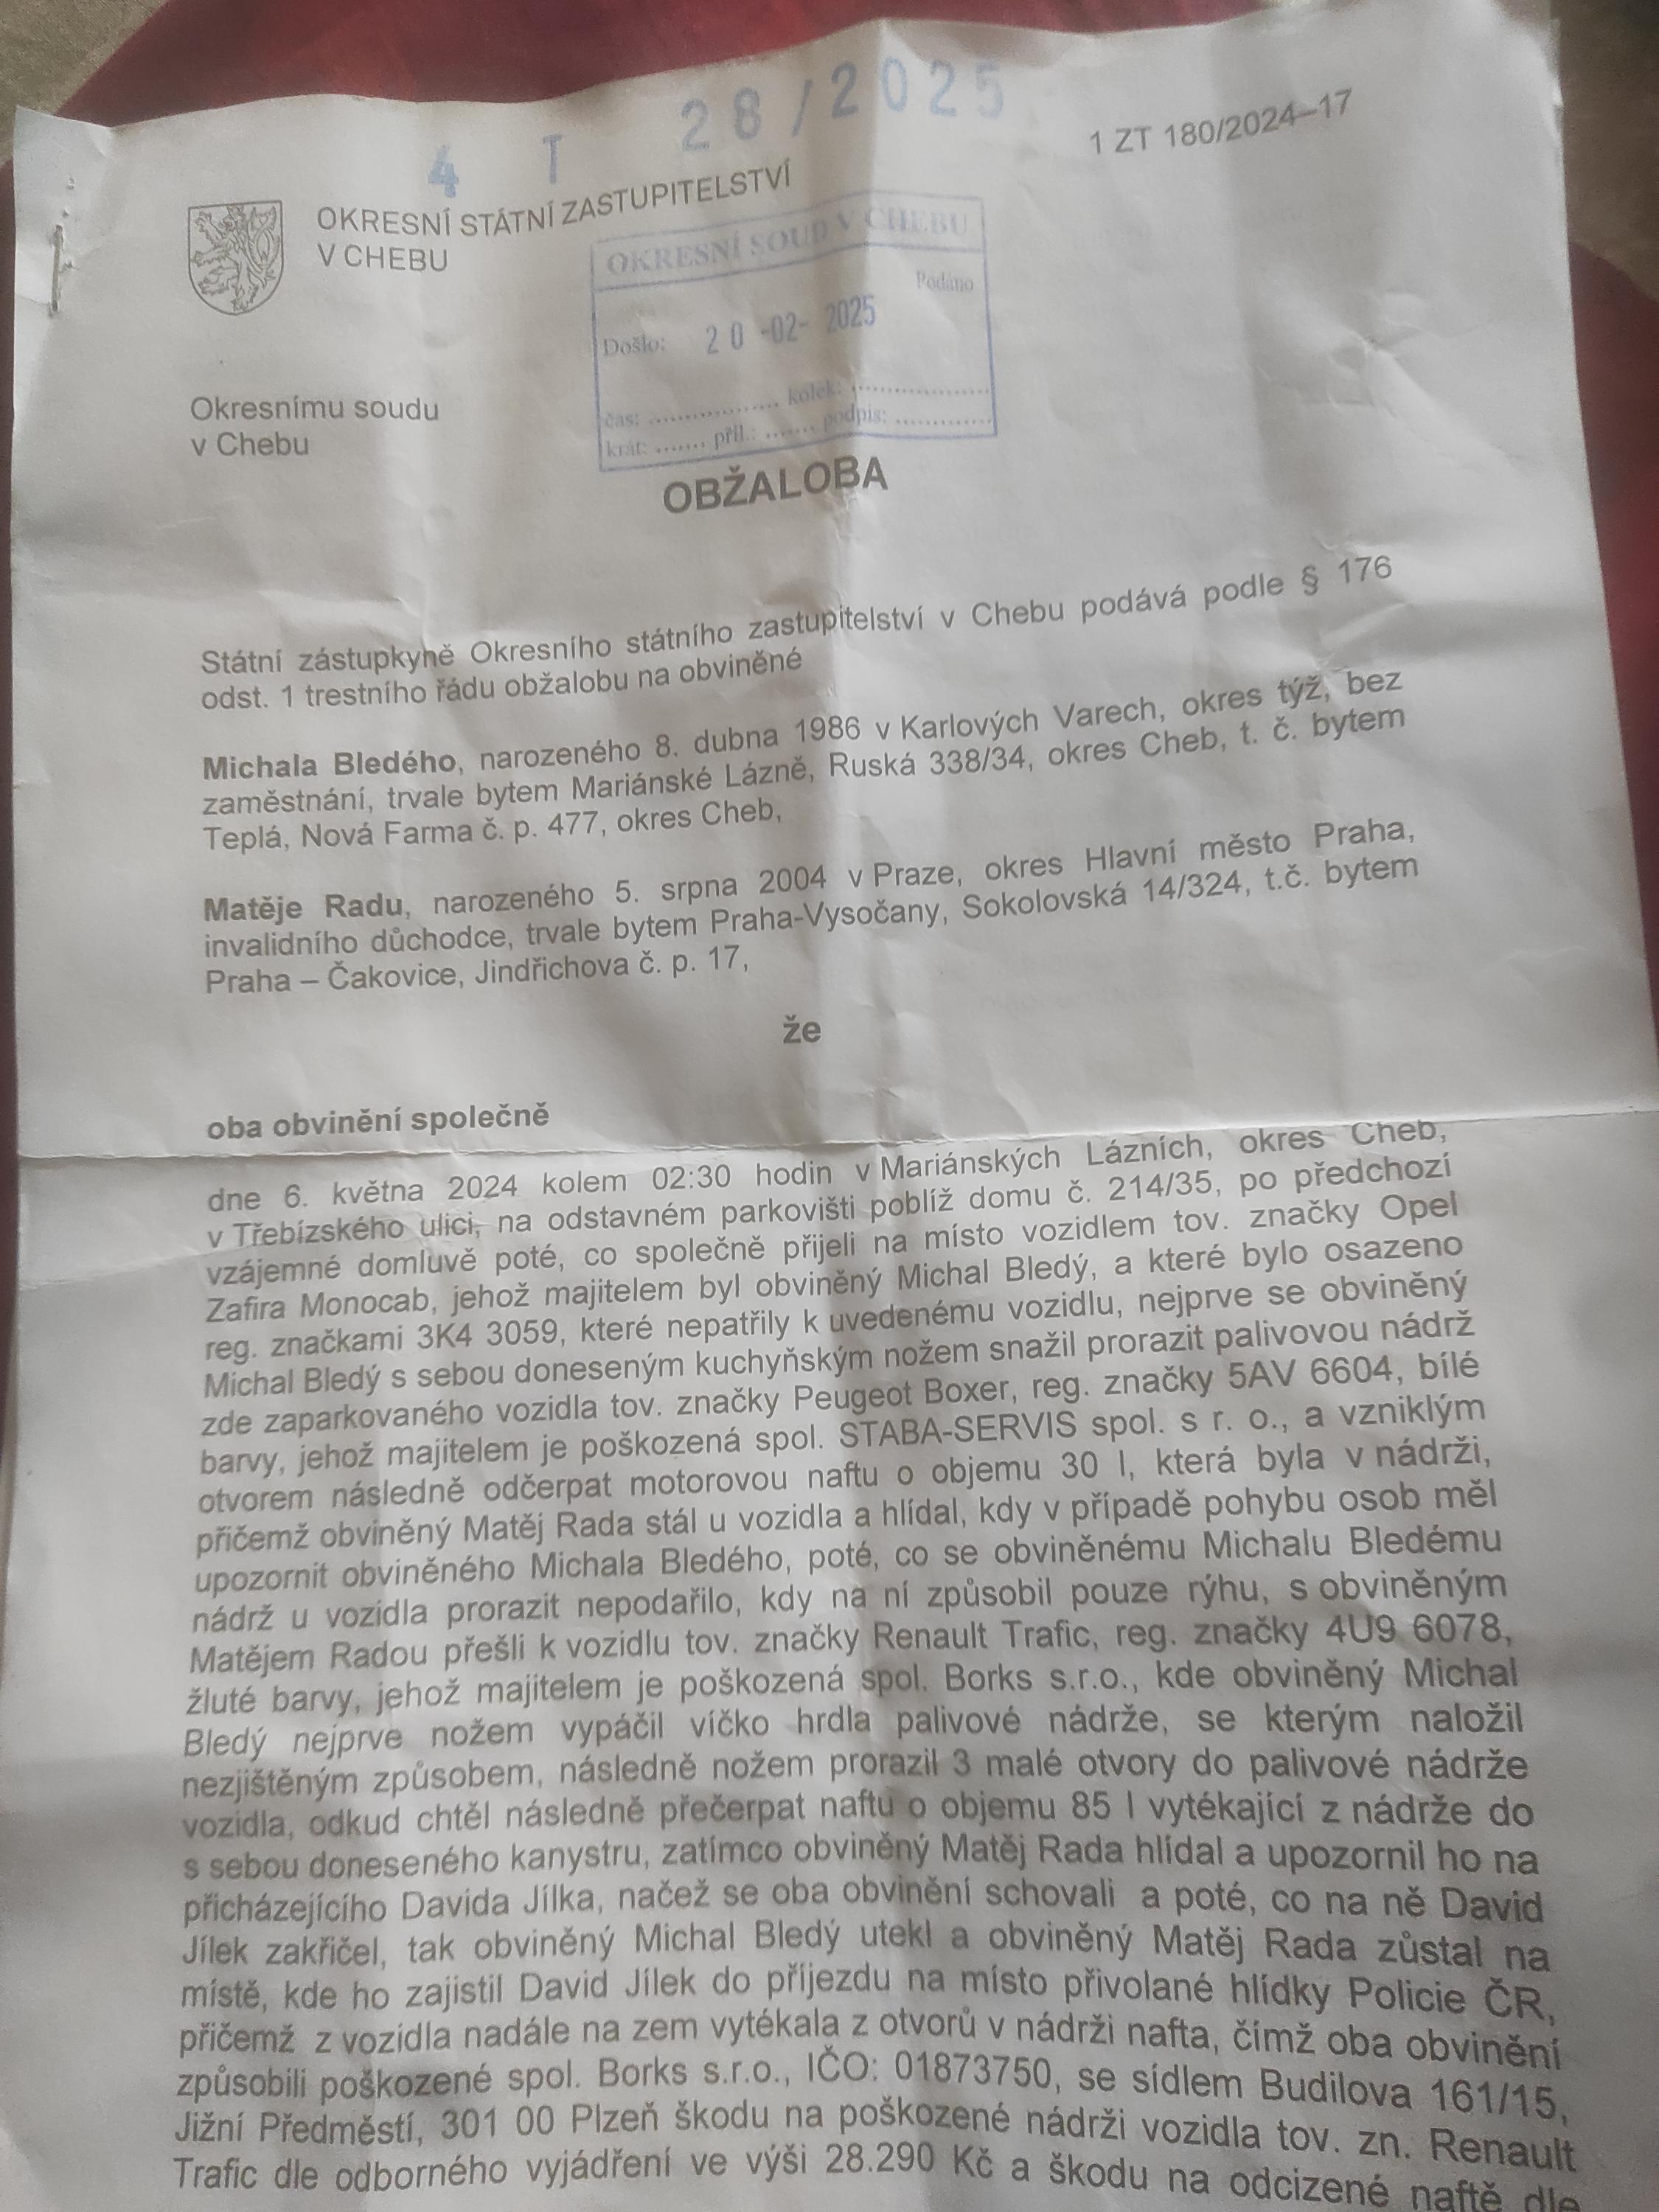 4 T 28/2025
1 ZT 180/2024–17
OKRESNÍ STÁTNÍ ZASTUPITELSTVÍ
V CHEBU
OKRESNÍ SOUD V CHEBU
Podáno
Došlo: 20 -02- 2025
čas: ................. kolek: .................
krát: ....... příl.: ....... podpis: .............
Okresnímu soudu
v Chebu
OBŽALOBA
Státní zástupkyně Okresního státního zastupitelství v Chebu podává podle § 176
odst. 1 trestního řádu obžalobu na obviněné
Michala Bledého, narozeného 8. dubna 1986 v Karlových Varech, okres týž, bez
zaměstnání, trvale bytem Mariánské Lázně, Ruská 338/34, okres Cheb, t. č. bytem
Teplá, Nová Farma č. p. 477, okres Cheb,
Matěje Radu, narozeného 5. srpna 2004 v Praze, okres Hlavní město Praha,
invalidního důchodce, trvale bytem Praha-Vysočany, Sokolovská 14/324, t.č. bytem
Praha – Čakovice, Jindřichova č. p. 17,
že
oba obvinění společně
dne 6. května 2024 kolem 02:30 hodin v Mariánských Lázních, okres Cheb,
v Třebízského ulici, na odstavném parkovišti poblíž domu č. 214/35, po předchozí
vzájemné domluvě poté, co společně přijeli na místo vozidlem tov. značky Opel
Zafira Monocab, jehož majitelem byl obviněný Michal Bledý, a které bylo osazeno
reg. značkami 3K4 3059, které nepatřily k uvedenému vozidlu, nejprve se obviněný
Michal Bledý s sebou doneseným kuchyňským nožem snažil prorazit palivovou nádrž
zde zaparkovaného vozidla tov. značky Peugeot Boxer, reg. značky 5AV 6604, bílé
barvy, jehož majitelem je poškozená spol. STABA-SERVIS spol. s r. o., a vzniklým
otvorem následně odčerpat motorovou naftu o objemu 30 l, která byla v nádrži,
přičemž obviněný Matěj Rada stál u vozidla a hlídal, kdy v případě pohybu osob měl
upozornit obviněného Michala Bledého, poté, co se obviněnému Michalu Bledému
nádrž u vozidla prorazit nepodařilo, kdy na ní způsobil pouze rýhu, s obviněným
Matějem Radou přešli k vozidlu tov. značky Renault Trafic, reg. značky 4U9 6078,
žluté barvy, jehož majitelem je poškozená spol. Borks s.r.o., kde obviněný Michal
Bledý nejprve nožem vypáčil víčko hrdla palivové nádrže, se kterým naložil
nezjištěným způsobem, následně nožem prorazil 3 malé otvory do palivové nádrže
vozidla, odkud chtěl následně přečerpat naftu o objemu 85 l vytékající z nádrže do
s sebou doneseného kanystru, zatímco obviněný Matěj Rada hlídal a upozornil ho na
přicházejícího Davida Jílka, načež se oba obvinění schovali a poté, co na ně David
Jílek zakřičel, tak obviněný Michal Bledý utekl a obviněný Matěj Rada zůstal na
místě, kde ho zajistil David Jílek do příjezdu na místo přivolané hlídky Policie ČR,
přičemž z vozidla nadále na zem vytékala z otvorů v nádrži nafta, čímž oba obvinění
způsobili poškozené spol. Borks s.r.o., IČO: 01873750, se sídlem Budilova 161/15,
Jižní Předměstí, 301 00 Plzeň škodu na poškozené nádrži vozidla tov. zn. Renault
Trafic dle odborného vyjádření ve výši 28.290 Kč a škodu na odcizené naftě dle